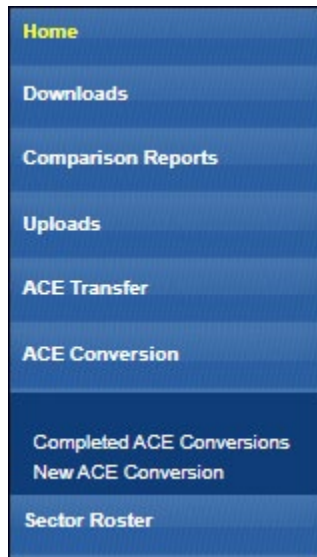 Home
Downloads
Comparison Reports
Uploads
ACE Transfer
ACE Conversion
Completed ACE Conversions
New ACE Conversion
Sector Roster